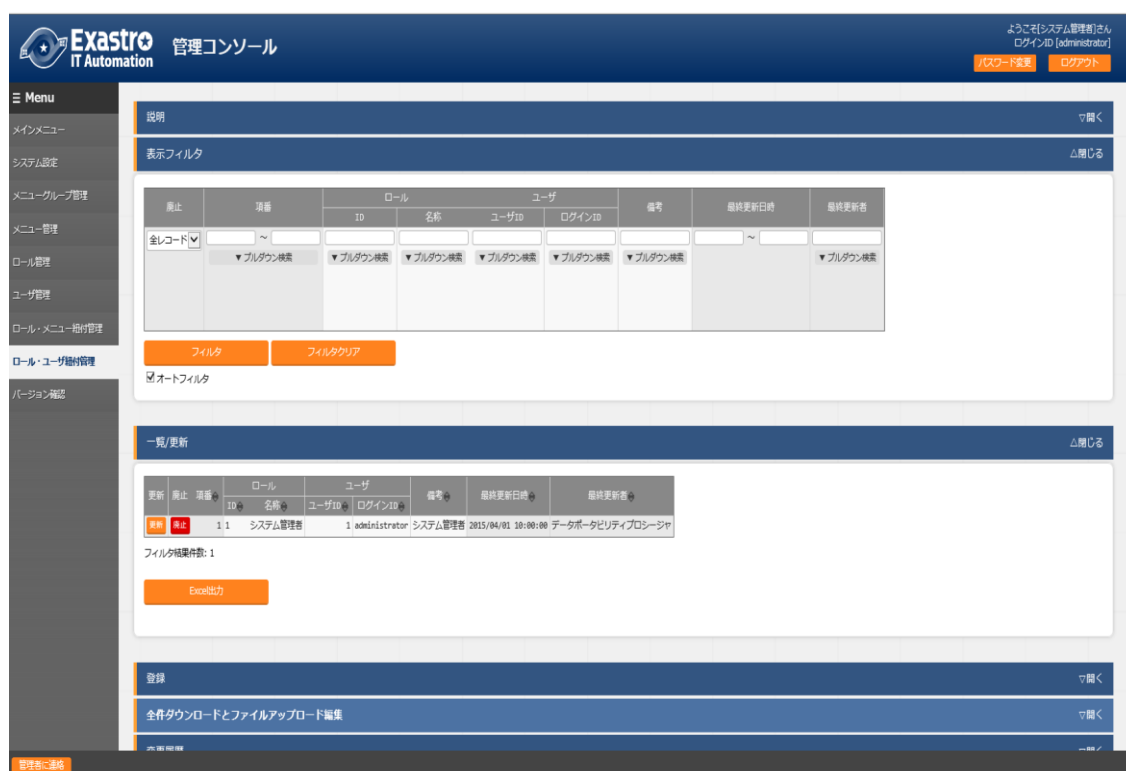 Exastro
IT Automation
管理コンソール
ようこそ[システム管理者]さん
ログインID [administrator]
パスワード変更 ログアウト
Ξ Menu
メインメニュー
システム設定
メニューグループ管理
メニュー管理
ロール管理
ユーザ管理
ロール・メニュー紐付管理
ロール・ユーザ紐付管理
バージョン確認
説明 ▽開く
表示フィルタ △閉じる
廃止 項番 ロール ユーザ 備考 最終更新日時 最終更新者
ID 名称 ユーザID ログインID
全レコード ~ ~
▼プルダウン検索 ▼プルダウン検索 ▼プルダウン検索 ▼プルダウン検索 ▼プルダウン検索 ▼プルダウン検索 ▼プルダウン検索
フィルタ フィルタクリア
オートフィルタ
一覧/更新 △閉じる
更新 廃止 項番 ロール ユーザ 備考 最終更新日時 最終更新者
ID 名称 ユーザID ログインID
更新 廃止 1 1 システム管理者 1 administrator システム管理者 2015/04/01 10:00:00 データポータビリティプロシージャ
フィルタ結果件数: 1
Excel出力
登録 ▽開く
全件ダウンロードとファイルアップロード編集 ▽開く
変更履歴 ▽開く
管理者に連絡